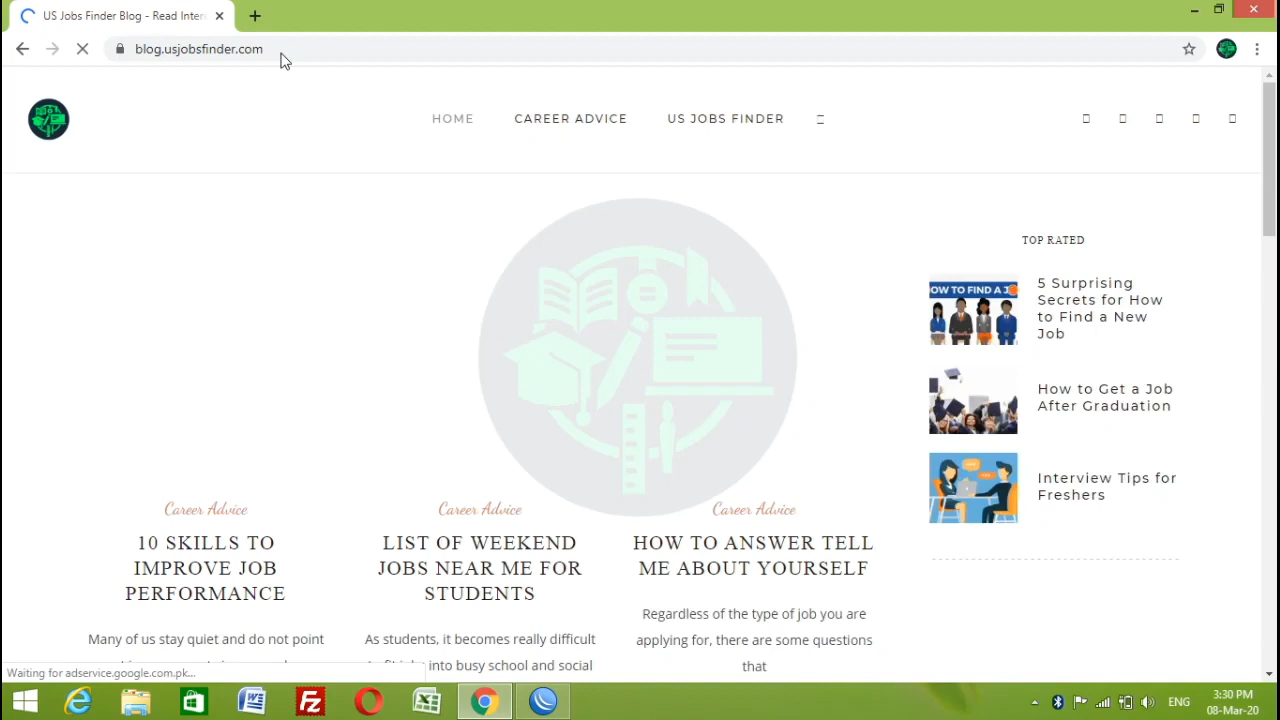 US Jobs Finder Blog - Read Inter
blog.usjobsfinder.com
HOME
CAREER ADVICE
US JOBS FINDER
TOP RATED
OW TO FIND A J
5 Surprising
Secrets for How
to Find a New
Job
How to Get a Job
After Graduation
Interview Tips for
Freshers
Career Advice
10 SKILLS TO
IMPROVE JOB
PERFORMANCE
Many of us stay quiet and do not point
Career Advice
LIST OF WEEKEND
JOBS NEAR ME FOR
STUDENTS
As students, it becomes really difficult
into busy school and social
Career Advice
HOW TO ANSWER TELL
ME ABOUT YOURSELF
Regardless of the type of job you are
applying for, there are some questions
that
Waiting for adservice.google.com.pk...
ENG
3:30 PM
08-Mar-20